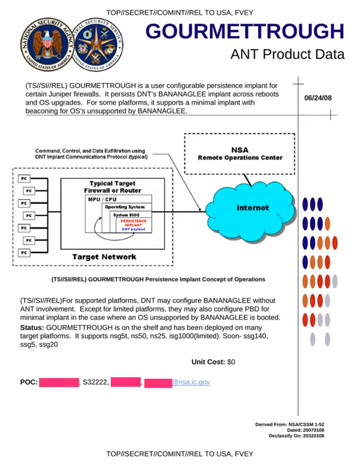 TOP//SECRET//COMINT//REL TO USA, FVEY
GOURMETTROUGH
ANT Product Data
(TS//SI//REL) GOURMETTROUGH is a user configurable persistence implant for
certain Juniper firewalls. It persists DNT's BANANAGLEE implant across reboots
and OS upgrades. For some platforms, it supports a minimal implant with
beaconing for OS's unsupported by BANANAGLEE.
06/24/08
Command, Control, and Data Exfiltration using
DNT Implant Communications Protocol (typical)
NSA
Remote Operations Center
Typical Target
Firewall or Router
MPU / CPU
Operating System
System BIOS
PERSISTENCE
IMPLANT
DNT payload
PC
PC
PC
PC
PC
PC
PC
Internet
Target Network
(TS//SI//REL) GOURMETTROUGH Persistence Implant Concept of Operations
(TS//SI//REL)For supported platforms, DNT may configure BANANAGLEE without
ANT involvement. Except for limited platforms, they may also configure PBD for
minimal implant in the case where an OS unsupported by BANANAGLEE is booted.
Status: GOURMETTROUGH is on the shelf and has been deployed on many
target platforms. It supports nsg5t, ns50, ns25, isg1000(limited). Soon- ssg140,
ssg5, ssg20
Unit Cost: $0
POC: , S32222, , @nsa.ic.gov
Derived From: NSA/CSSM 1-52
Dated: 20070108
Declassify On: 20320108
TOP//SECRET//COMINT//REL TO USA, FVEY